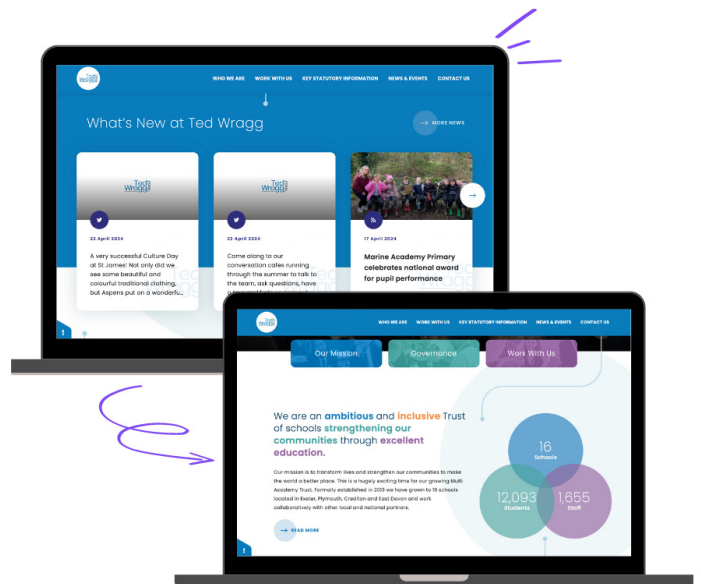 Ted Wragg
WHO WE ARE WORK WITH US KEY STATUTORY INFORMATION NEWS & EVENTS CONTACT US
What's New at Ted Wragg
MORE NEWS
Ted Wragg
Ted Wragg
22 April 2024
22 April 2024
17 April 2024
A very successful Culture Day
at St James! Not only did we
see some beautiful and
colourful traditional clothing,
but Aspens put on a wonderfu...
Come along to our
conversation cafes running
through the summer to talk to
the team, ask questions, have
Marine Academy Primary
celebrates national award
for pupil performance
!
Ted Wragg
WHO WE ARE WORK WITH US KEY STATUTORY INFORMATION NEWS & EVENTS CONTACT US
Our Mission Governance Work With Us
We are an ambitious and inclusive Trust
of schools strengthening our
communities through excellent
education.
Our mission is to transform lives and strengthen our communities to make
the world a better place. This is a hugely exciting time for our growing Multi
Academy Trust. Formally established in 2013 we have grown to 16 schools
located in Exeter, Plymouth, Crediton and East Devon and work
collaboratively with other local and national partners.
READ MORE
16
Schools
12,093
Students
1,655
Staff
!